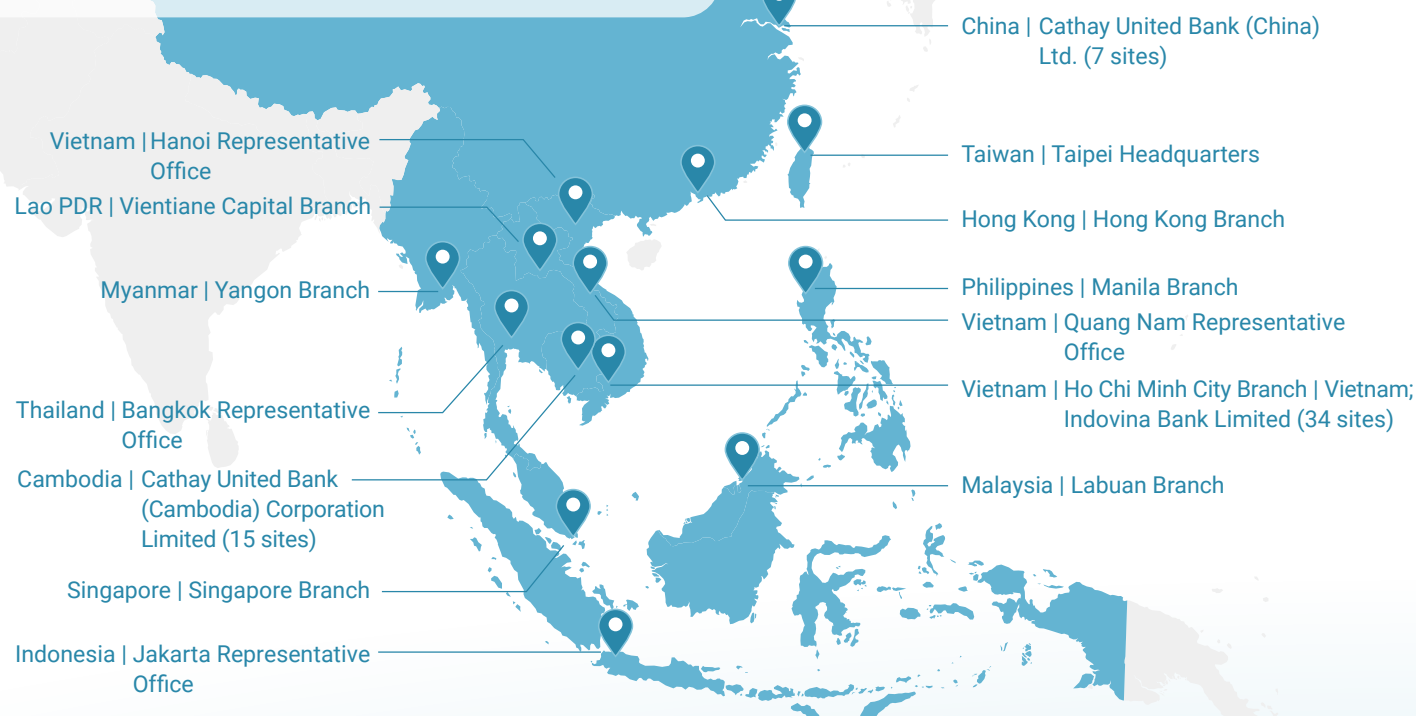 China | Cathay United Bank (China)
Ltd. (7 sites)
Vietnam | Hanoi Representative
Office
Taiwan | Taipei Headquarters
Lao PDR | Vientiane Capital Branch
Hong Kong | Hong Kong Branch
Myanmar | Yangon Branch
Philippines | Manila Branch
Vietnam | Quang Nam Representative
Office
Vietnam | Ho Chi Minh City Branch | Vietnam;
Indovina Bank Limited (34 sites)
Thailand | Bangkok Representative
Office
Cambodia | Cathay United Bank
(Cambodia) Corporation
Limited (15 sites)
Malaysia | Labuan Branch
Singapore | Singapore Branch
Indonesia | Jakarta Representative
Office